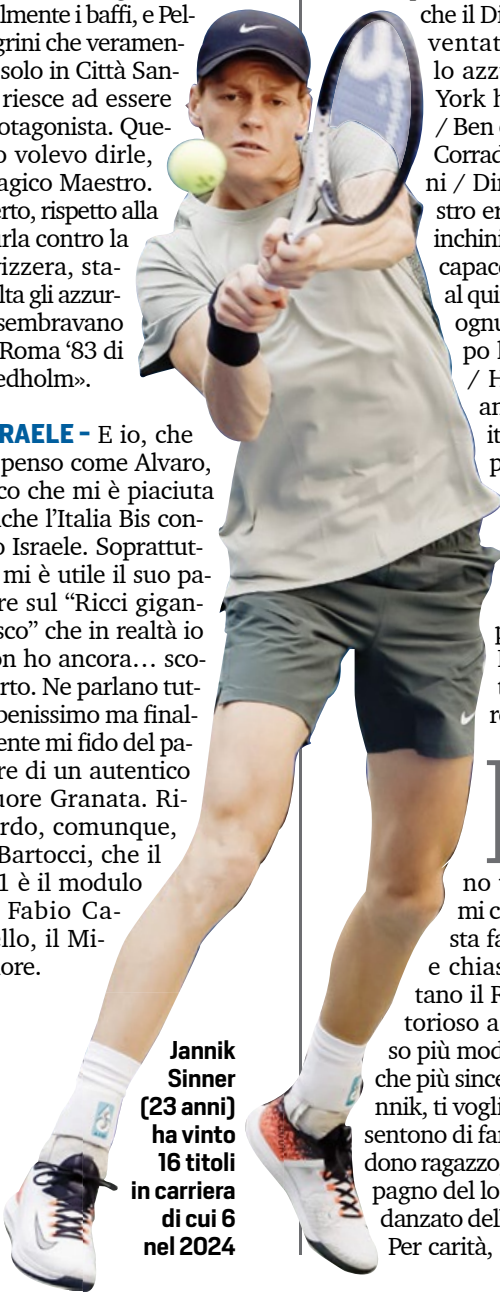 lmente i baffi, e Pel-
grini che veramen-
solo in Città San-
riesce ad essere
otagonista. Que-
o volevo dirle,
agico Maestro.
erto, rispetto alla
urla contro la
vizzera, sta-
lta gli azzur-
sembravano
Roma ‘83 di
edholm».
RAELE – E io, che
penso come Alvaro,
co che mi è piaciuta
che l’Italia Bis con-
o Israele. Soprattut-
mi è utile il suo pa-
re sul “Ricci gigan-
sco” che in realtà io
on ho ancora... sco-
rto. Ne parlano tut-
benissimo ma final-
ente mi fido del pa-
re di un autentico
uore Granata. Ri-
rdo, comunque,
Bartocci, che il
1 è il modulo
Fabio Ca-
ello, il Mi-
ore.
Jannik
Sinner
(23 anni)
ha vinto
16 titoli
in carriera
di cui 6
nel 2024
che il Di
ventat
lo azz
York h
/ Ben
Corrad
ni / Di
stro er
inchini
capac
al qui
ognu
po l
/ H
an
it
p
p
t
r
no
mi c
sta fa
e chias
tano il R
torioso a
so più mod
che più since
nnik, ti vogli
sentono di far
dono ragazzo
pagno del lo
danzato del
Per carità,